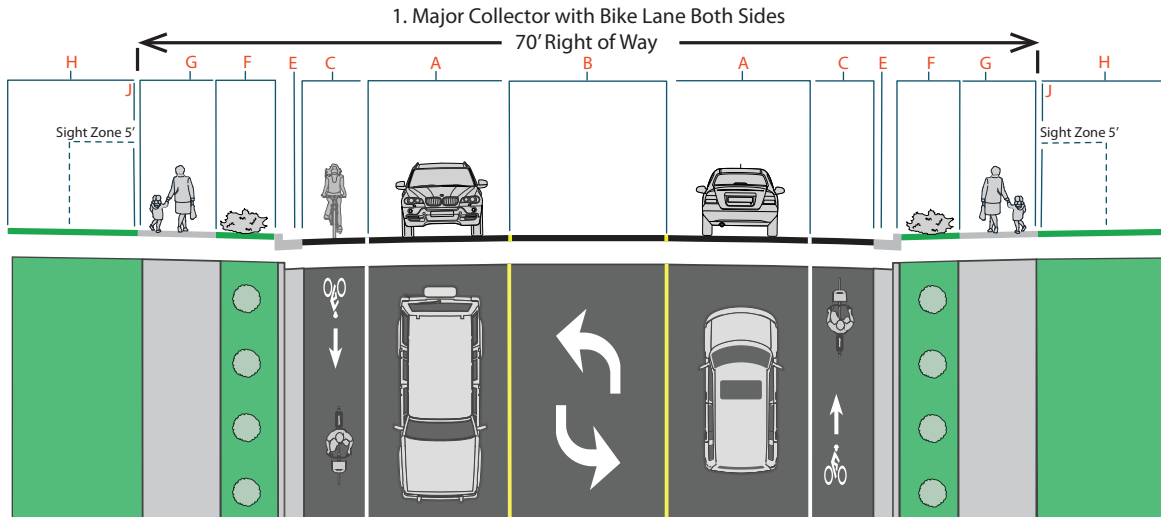 1. Major Collector with Bike Lane Both Sides
70’ Right of Way
H G F E C A B A C E F G H
J J
Sight Zone 5’ Sight Zone 5’